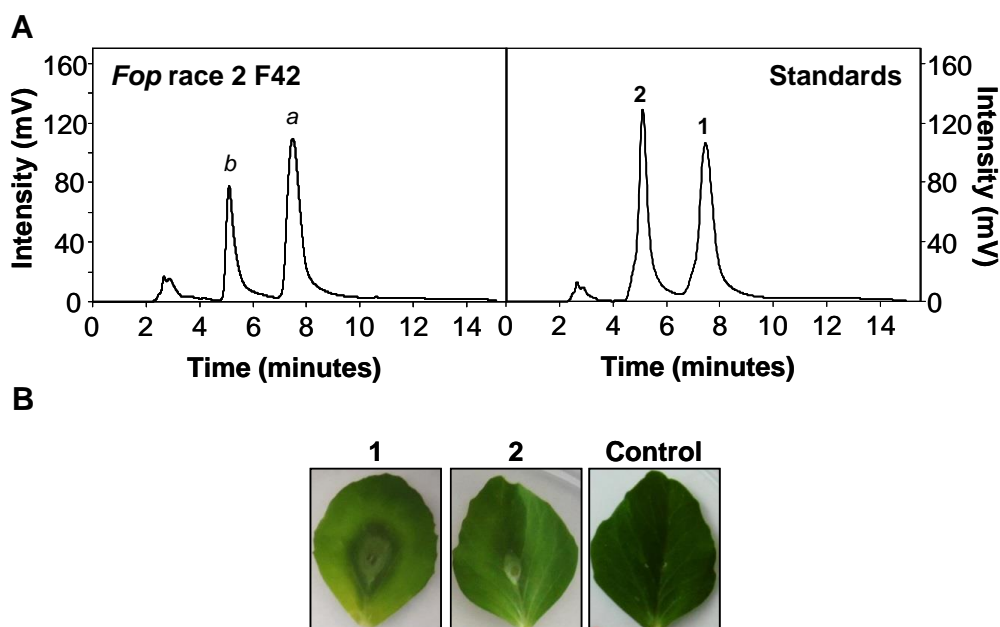 A
Fop race 2 F42
Standards
Intensity (mV)
160
120
80
40
0
b
a
2
1
160
120
80
40
0
Intensity (mV)
0 2 4 6 8 10 12 14
0 2 4 6 8 10 12 14
Time (minutes)
Time (minutes)
B
1 2 Control